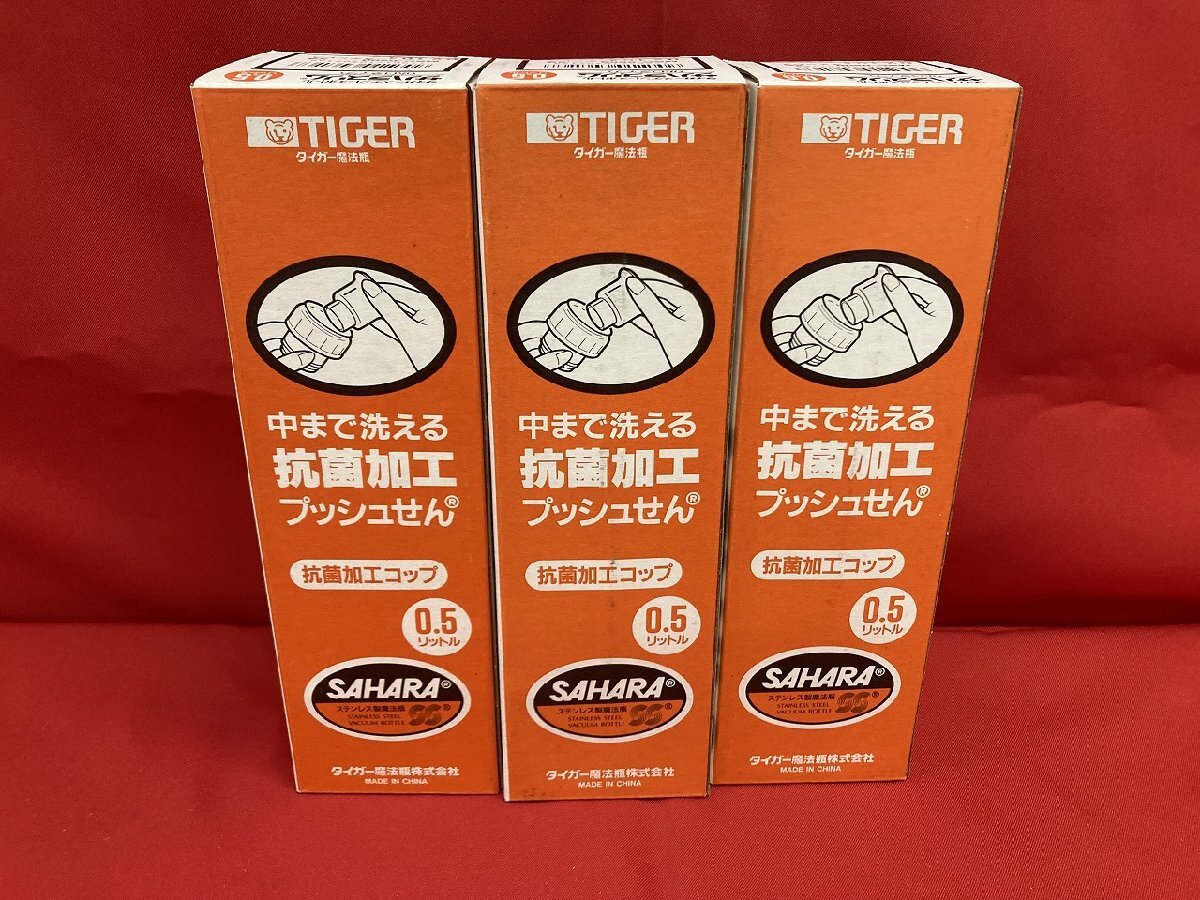 TIGER
タイガー魔法瓶
中まで洗える
抗菌加工
プッシュせん®
抗菌加工コップ
0.5
リットル
SAHARA®
ステンレス製魔法瓶
STAINLESS STEEL
VACUUM BOTTLE
SS®
タイガー魔法瓶株式会社
MADE IN CHINA
0.5
TIGER
タイガー魔法瓶
中まで洗える
抗菌加工
プッシュせん®
抗菌加工コップ
0.5
リットル
SAHARA®
ステンレス製魔法瓶
STAINLESS STEEL
VACUUM BOTTLE
SS®
タイガー魔法瓶株式会社
MADE IN CHINA
TIGER
タイガー魔法瓶
中まで洗える
抗菌加工
プッシュせん®
抗菌加工コップ
0.5
リットル
SAHARA®
ステンレス製魔法瓶
STAINLESS STEEL
VACUUM BOTTLE
SS®
タイガー魔法瓶株式会社
MADE IN CHINA